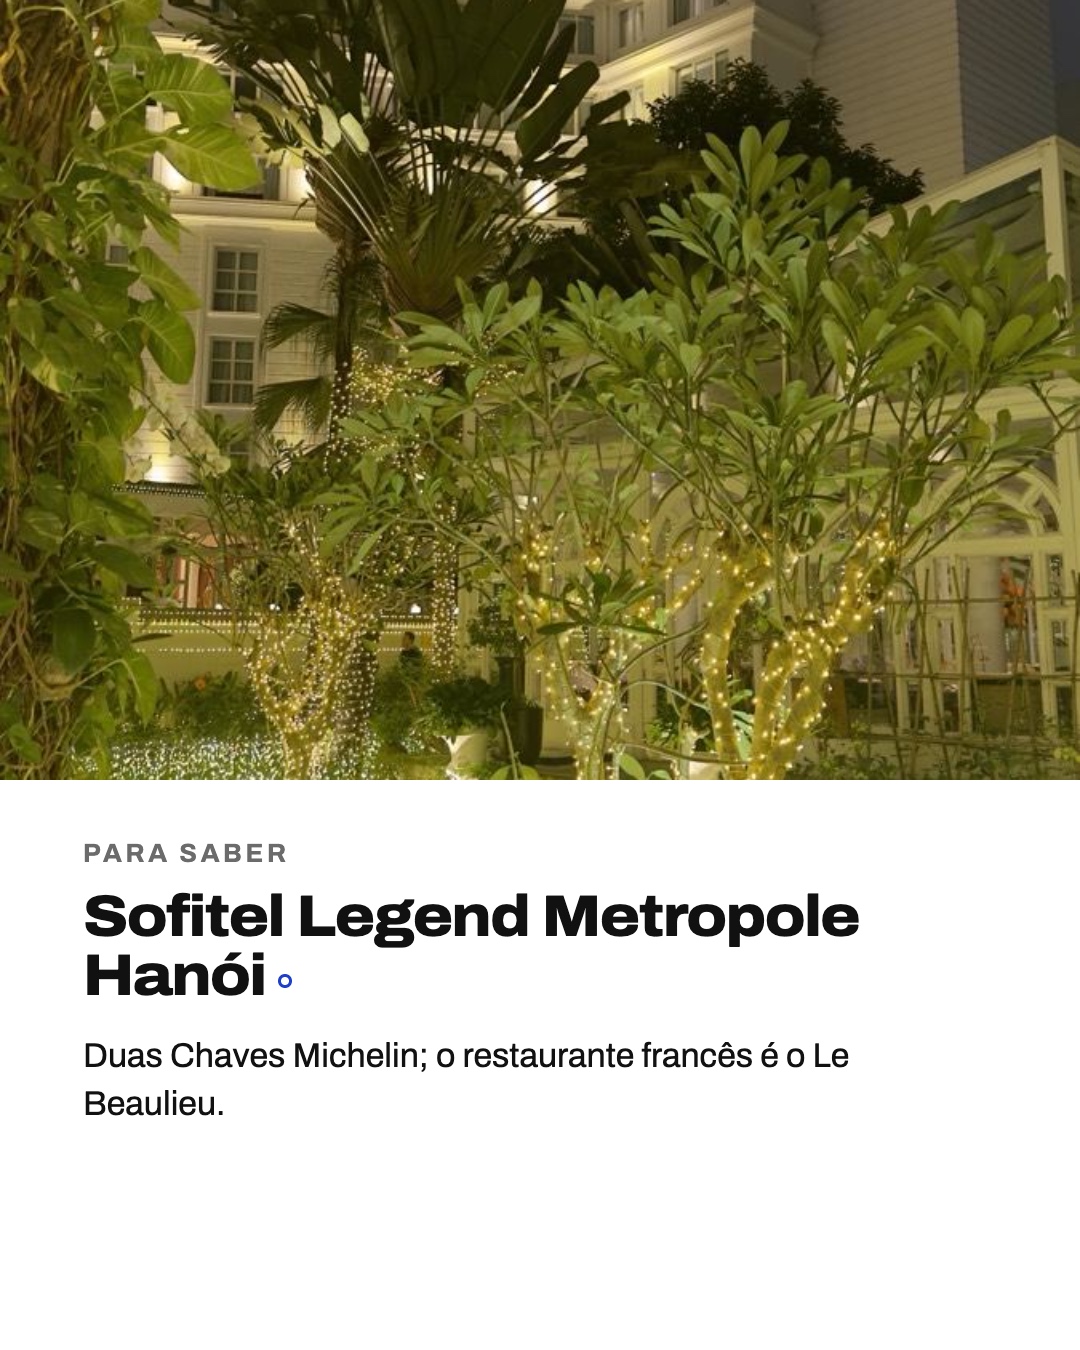 PARA SABER
Sofitel Legend Metropole
Hanói
Duas Chaves Michelin; o restaurante francês é o Le
Beaulieu.